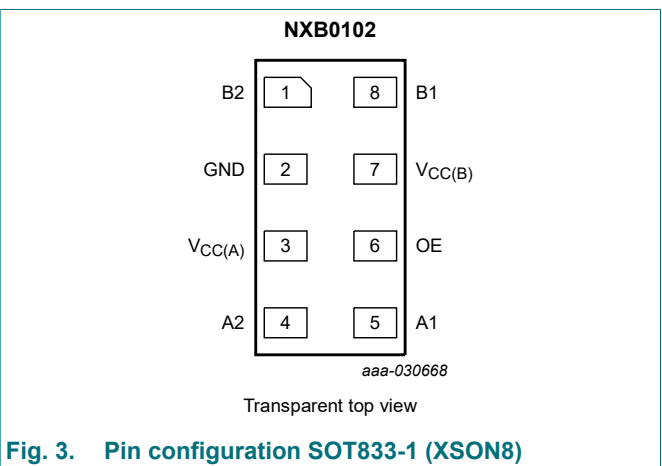 NXB0102
B2 1 8 B1
GND 2 7 VCC(B)
VCC(A) 3 6 OE
A2 4 5 A1
aaa-030668
Transparent top view
Fig. 3. Pin configuration SOT833-1 (XSON8)